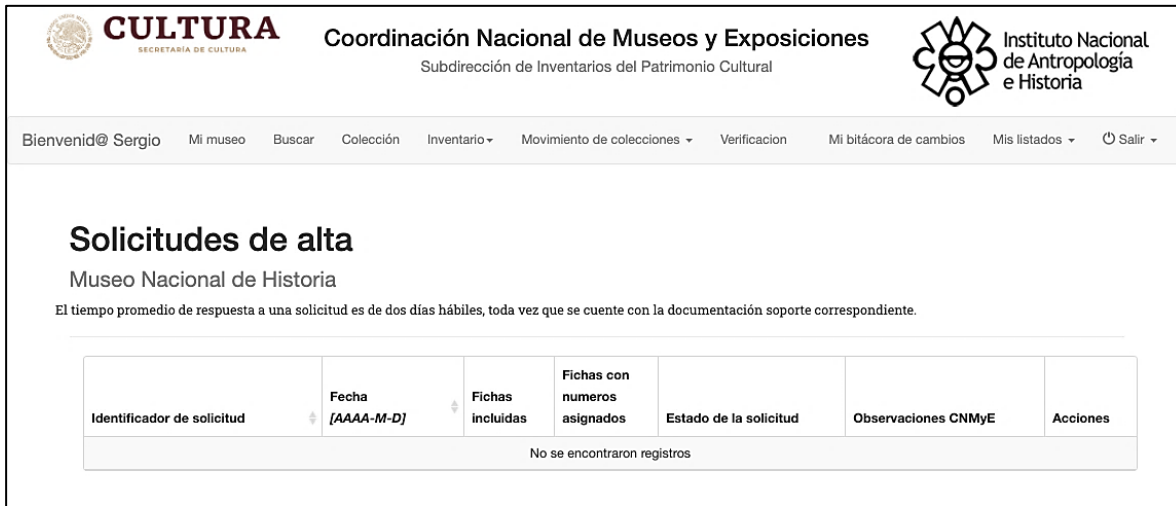 CULTURA
SECRETARÍA DE CULTURA
Coordinación Nacional de Museos y Exposiciones
Subdirección de Inventarios del Patrimonio Cultural
Instituto Nacional
de Antropología
e Historia
Bienvenid@ Sergio Mi museo Buscar Colección Inventario Movimiento de colecciones Verificacion Mi bitácora de cambios Mis listados Salir
Solicitudes de alta
Museo Nacional de Historia
El tiempo promedio de respuesta a una solicitud es de dos días hábiles, toda vez que se cuente con la documentación soporte correspondiente.
Identificador de solicitud
Fecha
[AAAA-M-D]
Fichas
incluidas
Fichas con
numeros
asignados
Estado de la solicitud
Observaciones CNMyE
Acciones
No se encontraron registros